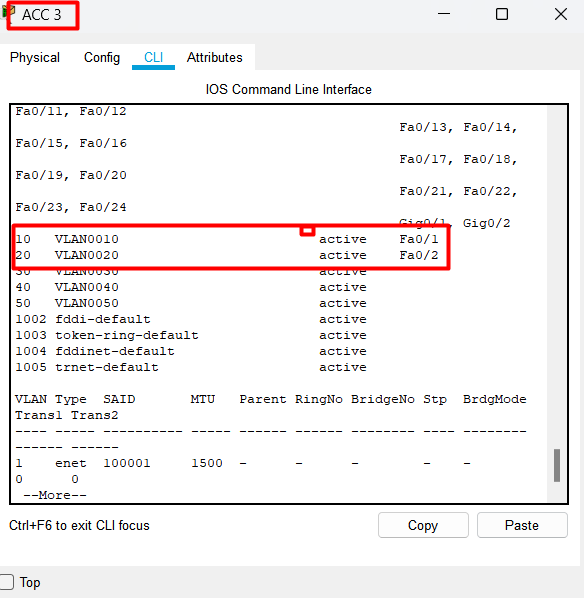 ACC 3
Physical Config CLI Attributes
IOS Command Line Interface
Fa0/11, Fa0/12
Fa0/13, Fa0/14,
Fa0/15, Fa0/16
Fa0/17, Fa0/18,
Fa0/19, Fa0/20
Fa0/21, Fa0/22,
Fa0/23, Fa0/24
Gig0/1, Gig0/2
10 VLAN0010 active Fa0/1
20 VLAN0020 active Fa0/2
30 VLAN0030 active
40 VLAN0040 active
50 VLAN0050 active
1002 fddi-default active
1003 token-ring-default active
1004 fddinet-default active
1005 trnet-default active
VLAN Type SAID MTU Parent RingNo BridgeNo Stp BrdgMode
Trans1 Trans2
---- ----- ---------- ----- ------ ------ -------- ---- --------
------ ------
1 enet 100001 1500 - - - - -
0 0
--More--
Ctrl+F6 to exit CLI focus
Copy Paste
Top